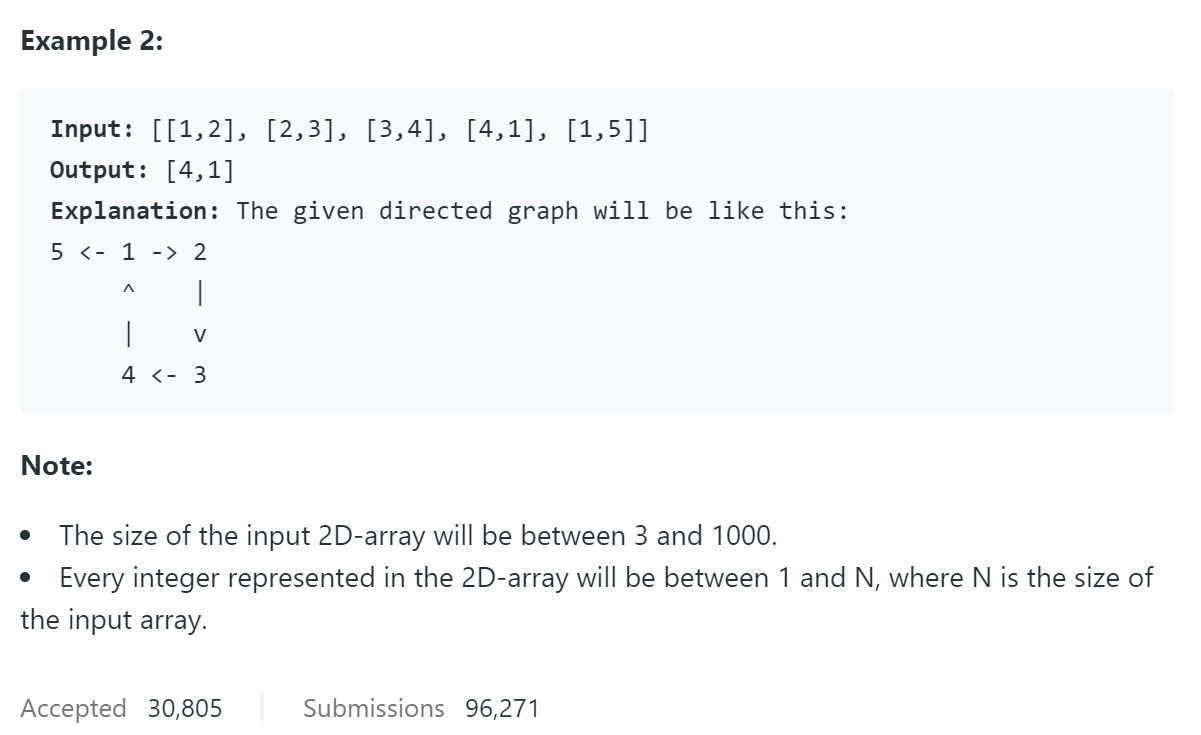 Example 2:
Input: [[1,2], [2,3], [3,4], [4,1], [1,5]]
Output: [4,1]
Explanation: The given directed graph will be like this:
5 <- 1 -> 2
     ^    |
     |    v
     4 <- 3
Note:
• The size of the input 2D-array will be between 3 and 1000.
• Every integer represented in the 2D-array will be between 1 and N, where N is the size of
the input array.
Accepted 30,805 | Submissions 96,271